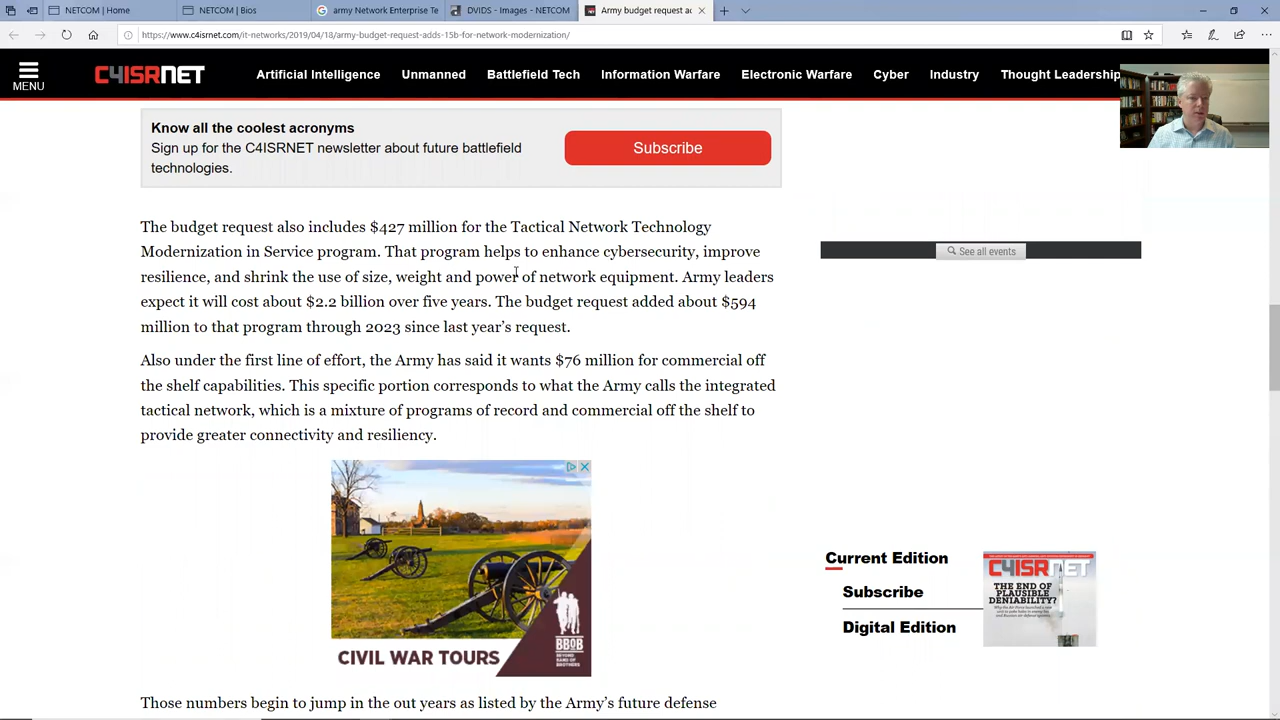 NETCOM | Home
NETCOM | Bios
army Network Enterprise Te
DVIDS - Images - NETCOM
Army budget request ac
https://www.c4isrnet.com/it-networks/2019/04/18/army-budget-request-adds-15b-for-network-modernization/
MENU
C4ISRNET
Artificial Intelligence
Unmanned
Battlefield Tech
Information Warfare
Electronic Warfare
Cyber
Industry
Thought Leadership
Know all the coolest acronyms
Sign up for the C4ISRNET newsletter about future battlefield
technologies.
Subscribe
The budget request also includes $427 million for the Tactical Network Technology
Modernization in Service program. That program helps to enhance cybersecurity, improve
resilience, and shrink the use of size, weight and power of network equipment. Army leaders
expect it will cost about $2.2 billion over five years. The budget request added about $594
million to that program through 2023 since last year’s request.
See all events
Also under the first line of effort, the Army has said it wants $76 million for commercial off
the shelf capabilities. This specific portion corresponds to what the Army calls the integrated
tactical network, which is a mixture of programs of record and commercial off the shelf to
provide greater connectivity and resiliency.
CIVIL WAR TOURS
BBOB
BEYOND
BAND OF
BROTHERS
Current Edition
Subscribe
Digital Edition
C4ISRNET
THE END OF
PLAUSIBLE
DENIABILITY?
Those numbers begin to jump in the out years as listed by the Army’s future defense